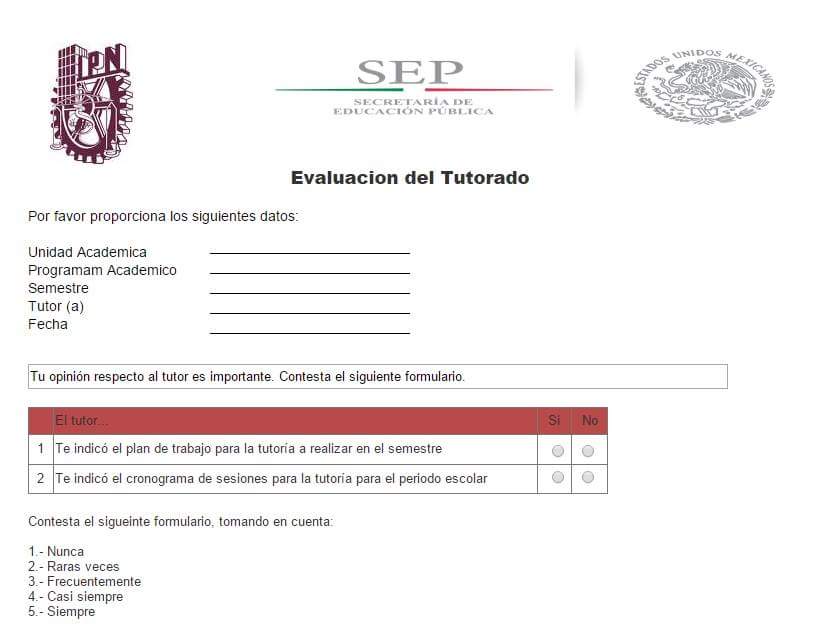 IPN
SEP
SECRETARÍA DE
EDUCACIÓN PÚBLICA
ESTADOS UNIDOS MEXICANOS
Evaluacion del Tutorado
Por favor proporciona los siguientes datos:
Unidad Academica
Programam Academico
Semestre
Tutor (a)
Fecha
Tu opinión respecto al tutor es importante. Contesta el siguiente formulario.
El tutor... Si No
1 Te indicó el plan de trabajo para la tutoría a realizar en el semestre
2 Te indicó el cronograma de sesiones para la tutoría para el periodo escolar
Contesta el sigueinte formulario, tomando en cuenta:
1.- Nunca
2.- Raras veces
3.- Frecuentemente
4.- Casi siempre
5.- Siempre